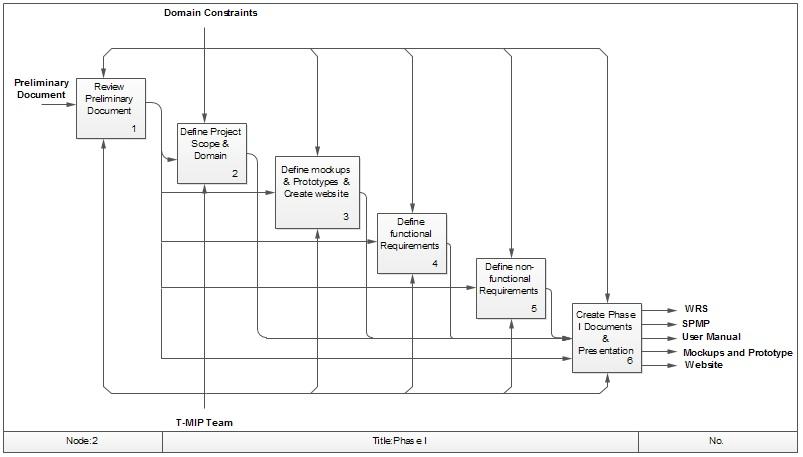 Domain Constraints
Preliminary
Document
Review
Preliminary
Document
1
Define Project
Scope &
Domain
2
Define mockups
& Prototypes &
Create website
3
Define
functional
Requirements
4
Define non-
functional
Requirements
5
Create Phase
I Documents
&
Presentation
6
WRS
SPMP
User Manual
Mockups and Prototype
Website
T-MIP Team
Node:2
Title:Phase I
No.